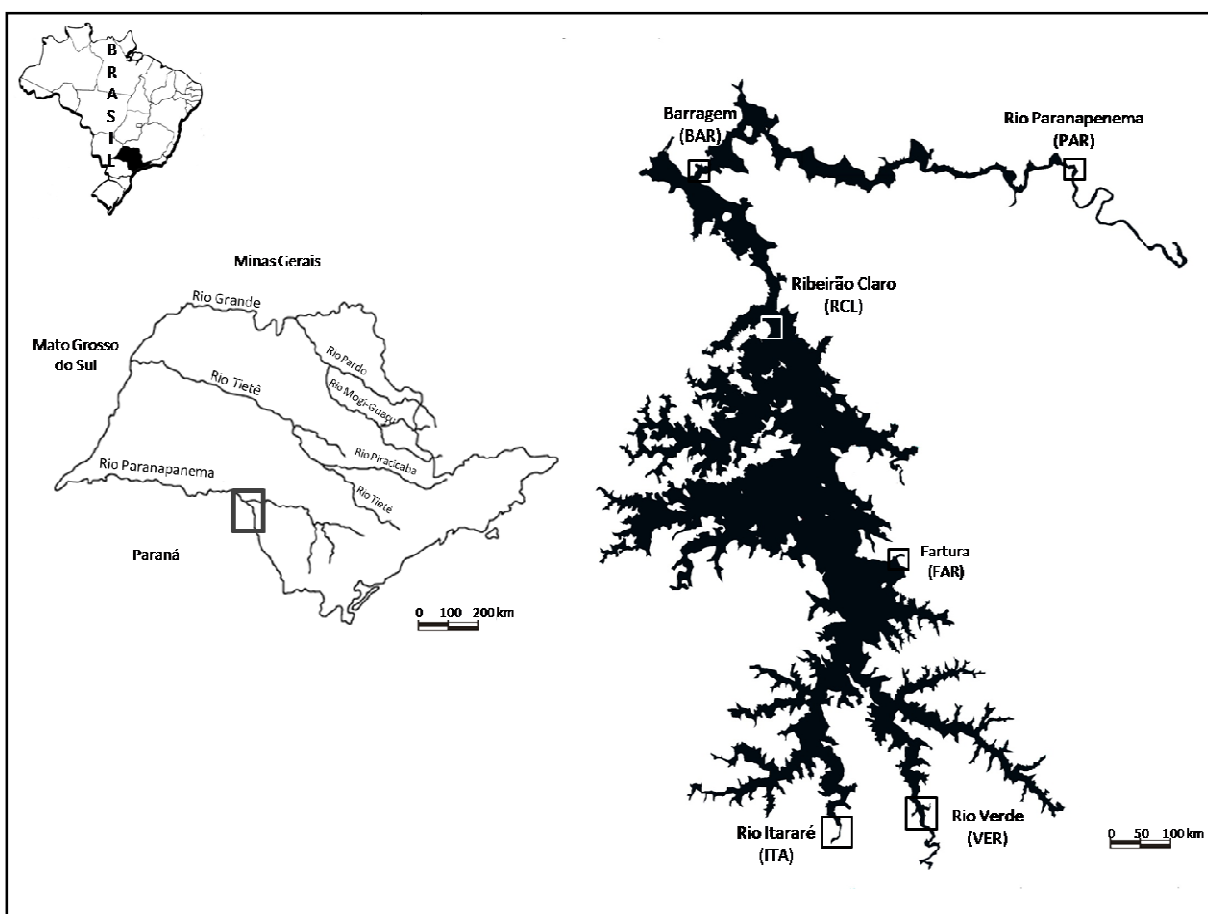 BRASIL
Minas Gerais
Rio Grande
Mato Grosso
do Sul
Rio Pardo
Rio Mogi-Guaçu
Rio Tietê
Rio Piracicaba
Rio Paranapanema
Rio Tietê
Paraná
0 100 200 km
Barragem
(BAR)
Rio Paranapenema
(PAR)
Ribeirão Claro
(RCL)
Fartura
(FAR)
Rio Itararé
(ITA)
Rio Verde
(VER)
0 50 100 km